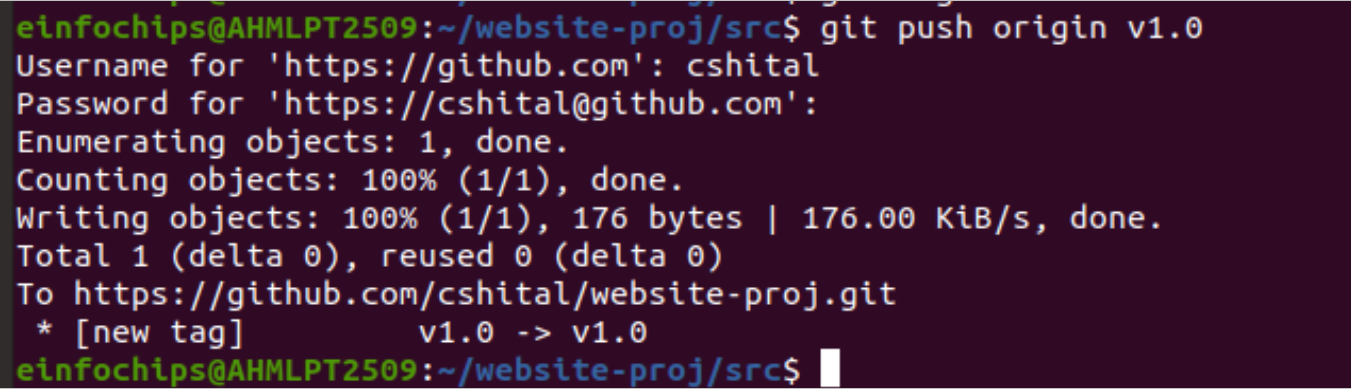 einfochips@AHMLPT2509:~/website-proj/src$ git push origin v1.0
Username for 'https://github.com': cshital
Password for 'https://cshital@github.com':
Enumerating objects: 1, done.
Counting objects: 100% (1/1), done.
Writing objects: 100% (1/1), 176 bytes | 176.00 KiB/s, done.
Total 1 (delta 0), reused 0 (delta 0)
To https://github.com/cshital/website-proj.git
 * [new tag]         v1.0 -> v1.0
einfochips@AHMLPT2509:~/website-proj/src$